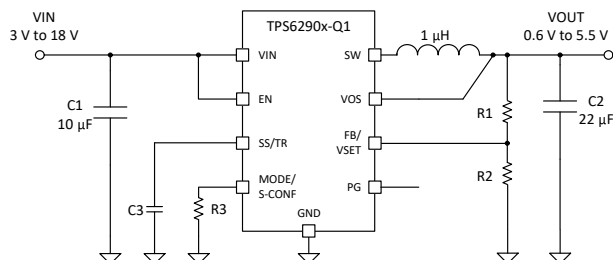 VIN
3 V to 18 V
TPS6290x-Q1
VOUT
0.6 V to 5.5 V
1 µH
VIN
SW
C1
10 µF
EN
VOS
R1
C2
22 µF
SS/TR
FB/
VSET
C3
MODE/
S-CONF
R3
PG
R2
GND